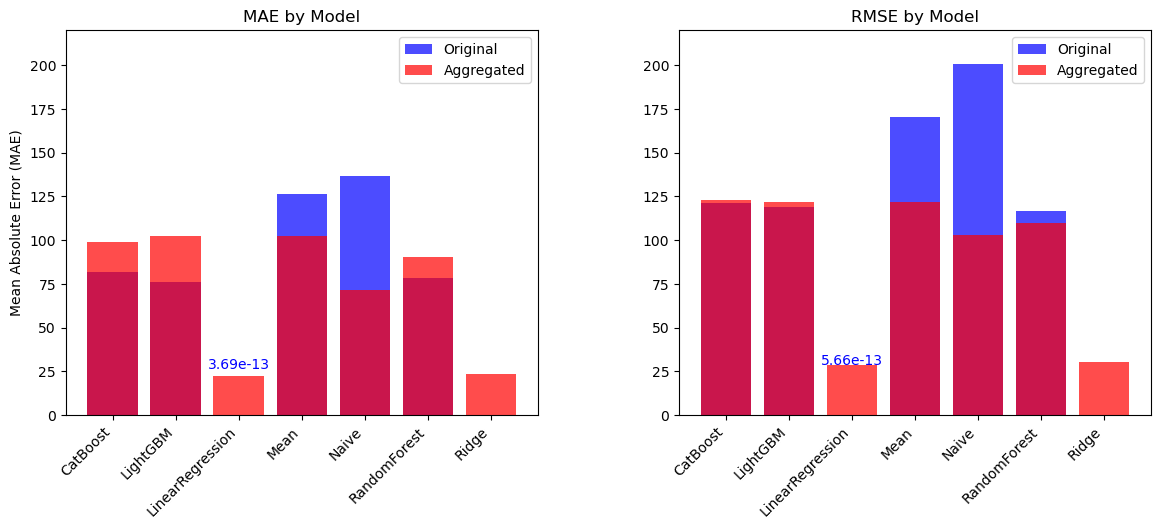 MAE by Model
Mean Absolute Error (MAE)
200
175
150
125
100
75
50
25
0
Original
Aggregated
3.69e-13
CatBoost
LightGBM
LinearRegression
Mean
Naive
RandomForest
Ridge
RMSE by Model
200
175
150
125
100
75
50
25
0
Original
Aggregated
5.66e-13
CatBoost
LightGBM
LinearRegression
Mean
Naive
RandomForest
Ridge